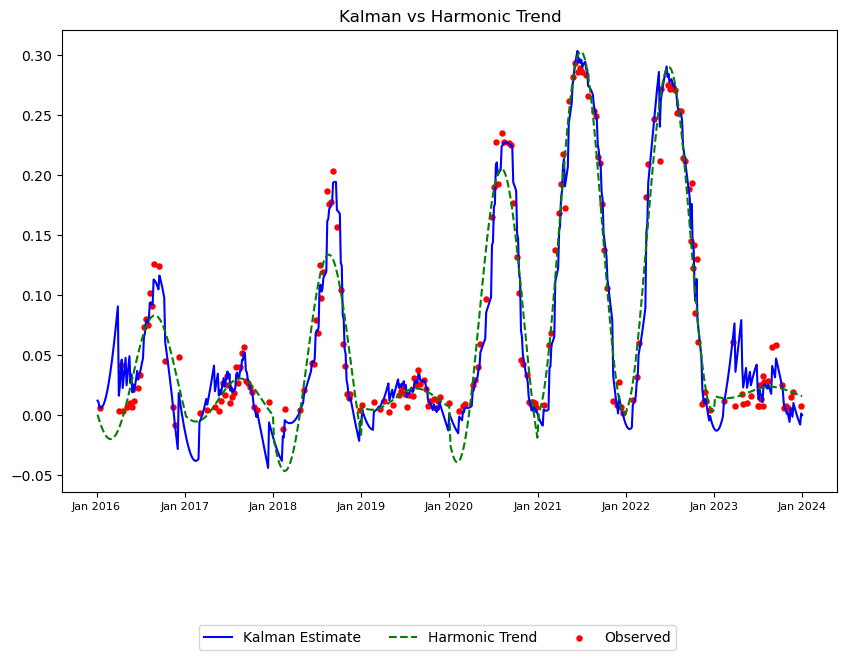 Kalman vs Harmonic Trend
0.30
0.25
0.20
0.15
0.10
0.05
0.00
−0.05
Jan 2016 Jan 2017 Jan 2018 Jan 2019 Jan 2020 Jan 2021 Jan 2022 Jan 2023 Jan 2024
Kalman Estimate Harmonic Trend Observed